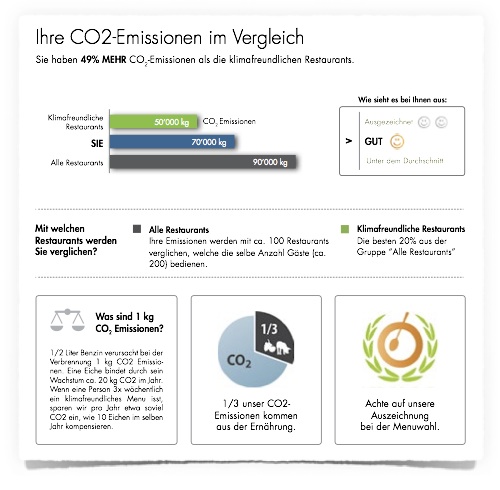 Ihre CO2-Emissionen im Vergleich
Sie haben 49% MEHR CO2-Emissionen als die klimafreundlichen Restaurants.
Wie sieht es bei Ihnen aus:
Klimafreundliche
Restaurants
50'000 kg
CO2 Emissionen
SIE
70'000 kg
Alle Restaurants
90'000 kg
Ausgezeichnet
> GUT
Unter dem Durchschnitt
Mit welchen
Restaurants werden
Sie verglichen?
Alle Restaurants
Ihre Emissionen werden mit ca. 100 Restaurants
verglichen, welche die selbe Anzahl Gäste (ca.
200) bedienen.
Klimafreundliche Restaurants
Die besten 20% aus der
Gruppe "Alle Restaurants"
Was sind 1 kg
CO2 Emissionen?
1/2 Liter Benzin verursacht bei der
Verbrennung 1 kg CO2 Emissio-
nen. Eine Eiche bindet durch sein
Wachstum ca. 20 kg CO2 im Jahr.
Wenn eine Person 3x wöchentlich
ein klimafreundliches Menu isst,
sparen wir pro Jahr etwa soviel
CO2 ein, wie 10 Eichen im selben
Jahr kompensieren.
1/3
CO2
1/3 unser CO2-
Emissionen kommen
aus der Ernährung.
Achte auf unsere
Auszeichnung
bei der Menuwahl.